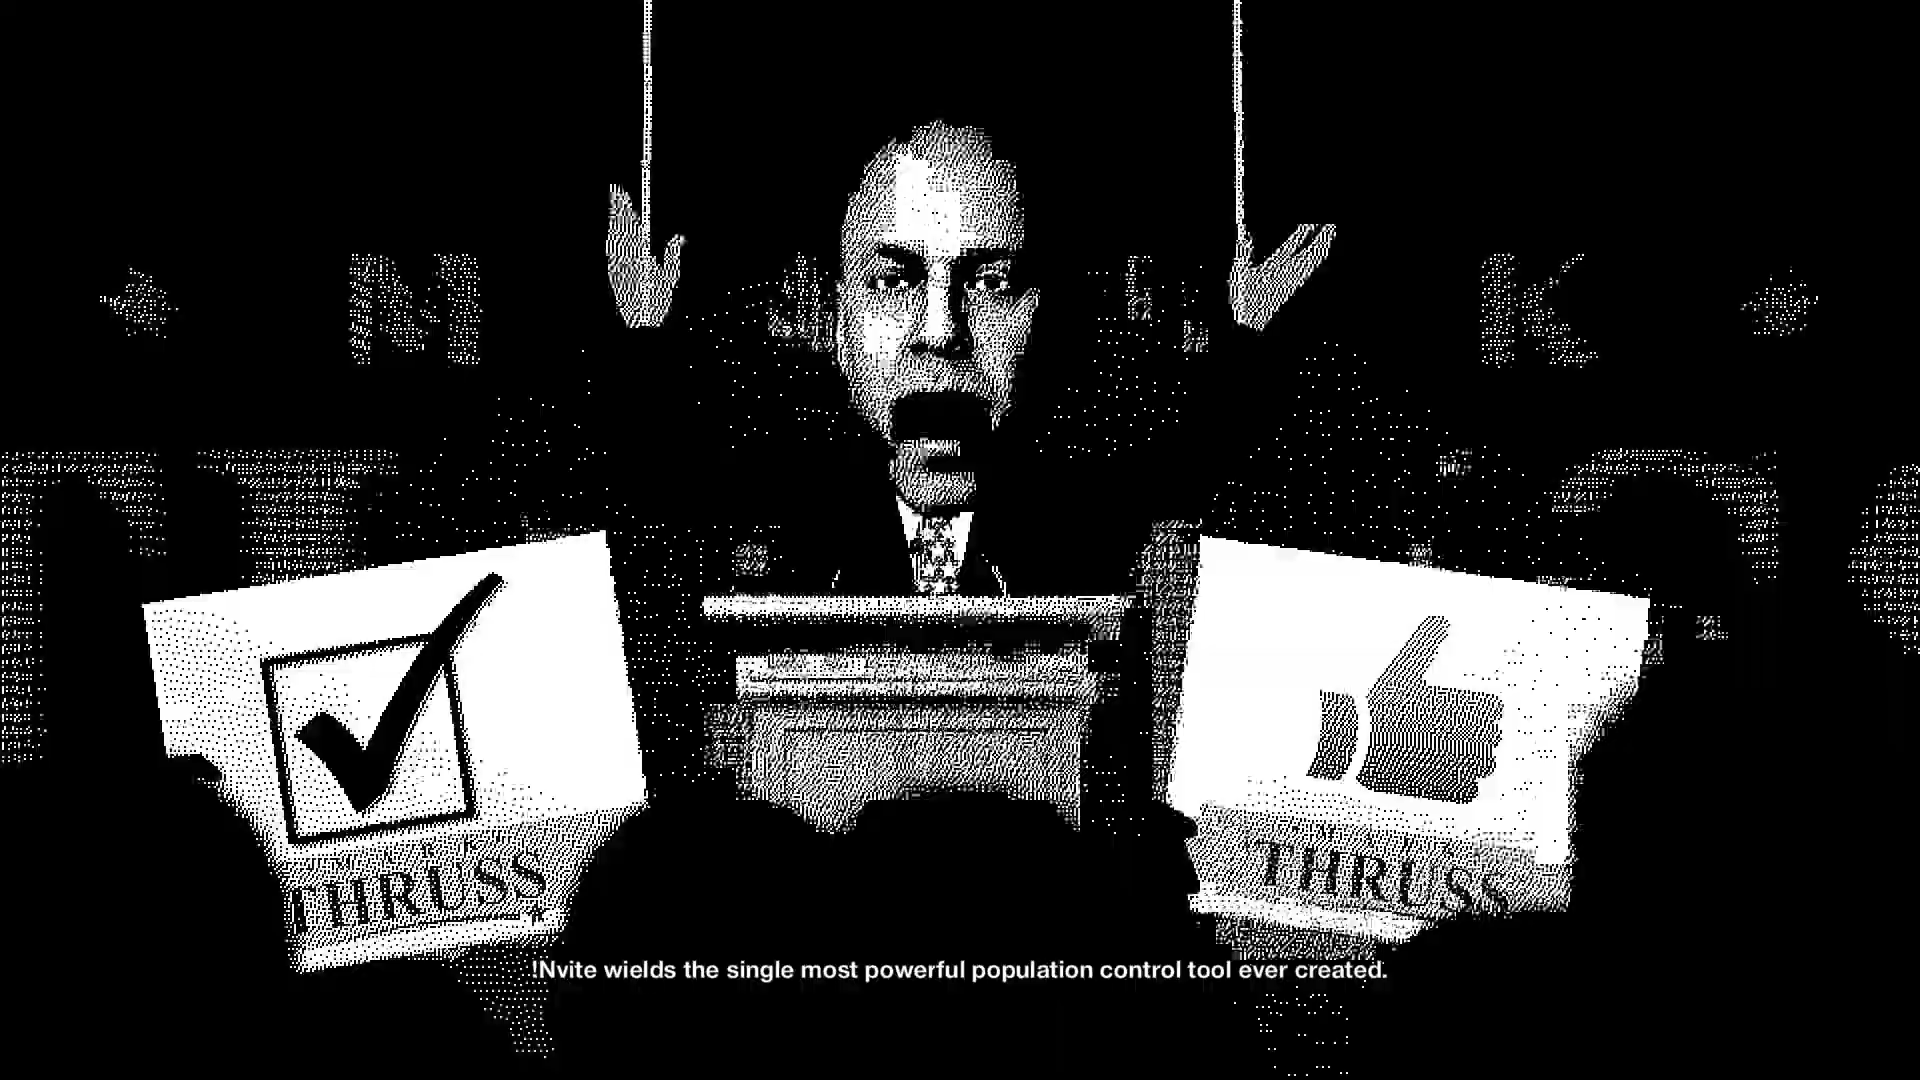 THRUSS
THRUSS
!Nvite wields the single most powerful population control tool ever created.